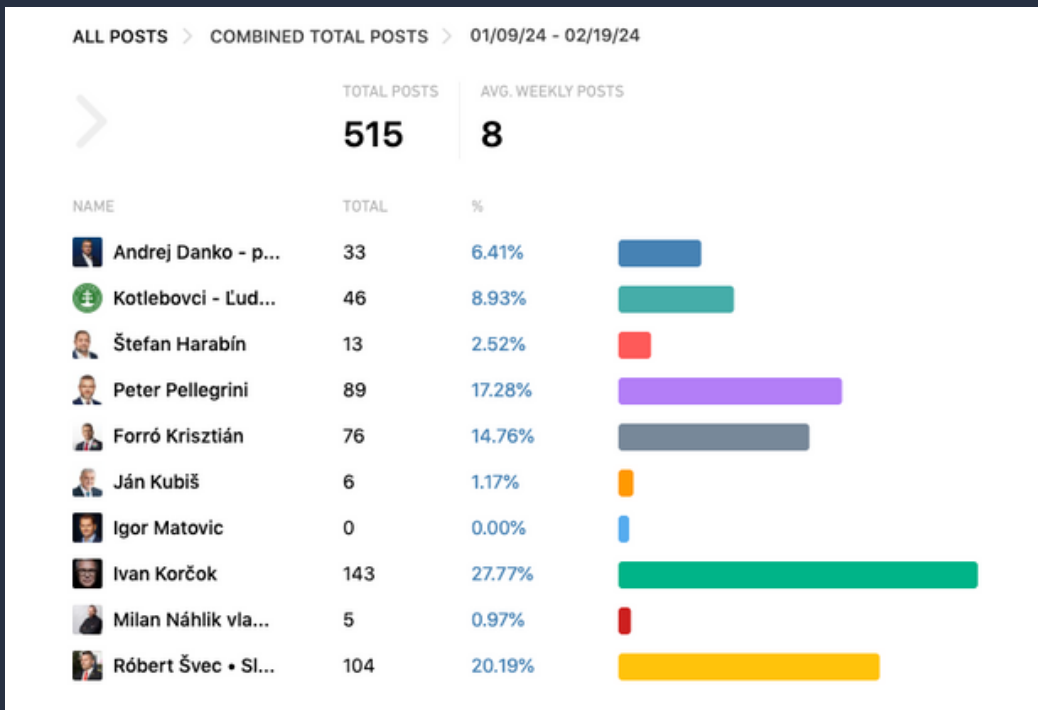 ALL POSTS > COMBINED TOTAL POSTS > 01/09/24 - 02/19/24
TOTAL POSTS AVG. WEEKLY POSTS
515 8
NAME TOTAL %
Andrej Danko - p... 33 6.41%
Kotlebovci - Ľud... 46 8.93%
Štefan Harabín 13 2.52%
Peter Pellegrini 89 17.28%
Forró Krisztián 76 14.76%
Ján Kubiš 6 1.17%
Igor Matovic 0 0.00%
Ivan Korčok 143 27.77%
Milan Náhlik vla... 5 0.97%
Róbert Švec • Sl... 104 20.19%